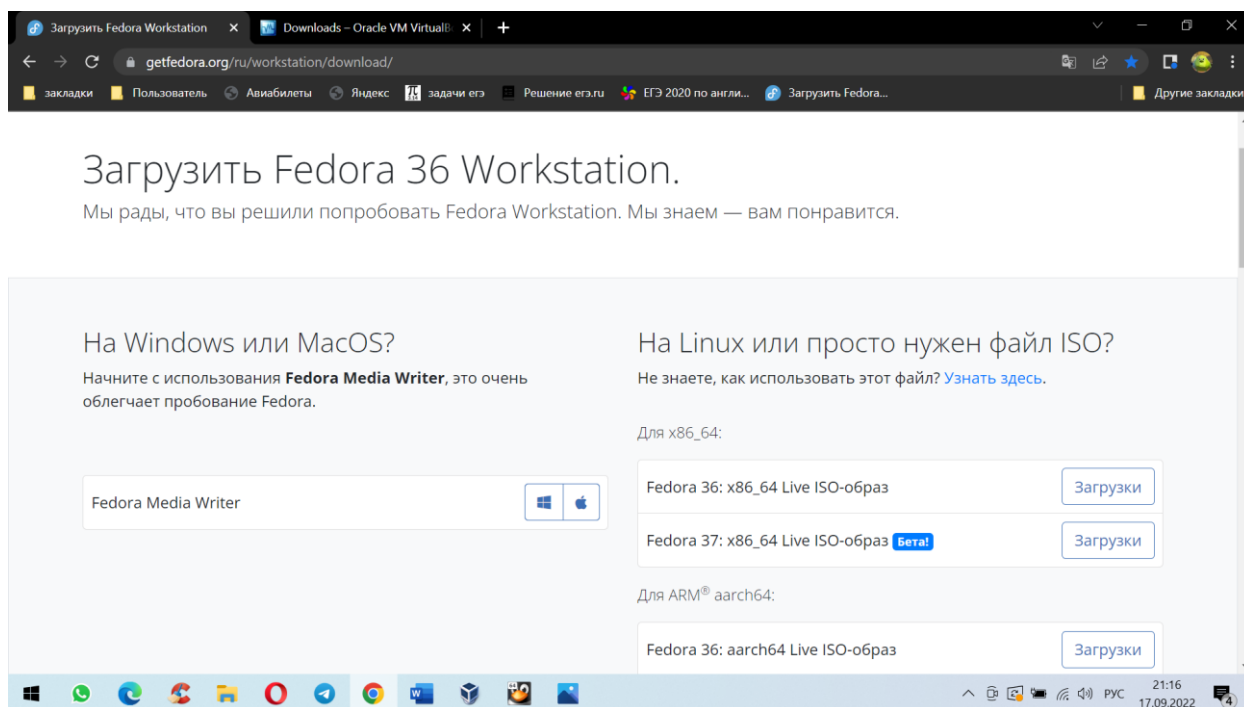 Загрузить Fedora Workstation
Downloads – Oracle VM VirtualB
getfedora.org/ru/workstation/download/
закладки Пользователь Авиабилеты Яндекс задачи егэ Решение егэ.ru ЕГЭ 2020 по англи... Загрузить Fedora... Другие закладки
Загрузить Fedora 36 Workstation.
Мы рады, что вы решили попробовать Fedora Workstation. Мы знаем — вам понравится.
На Windows или MacOS?
Начните с использования Fedora Media Writer, это очень
облегчает пробование Fedora.
Fedora Media Writer
На Linux или просто нужен файл ISO?
Не знаете, как использовать этот файл? Узнать здесь.
Для x86_64:
Fedora 36: x86_64 Live ISO-образ Загрузки
Fedora 37: x86_64 Live ISO-образ Бета! Загрузки
Для ARM® aarch64:
Fedora 36: aarch64 Live ISO-образ Загрузки
РУС
21:16
17.09.2022
4